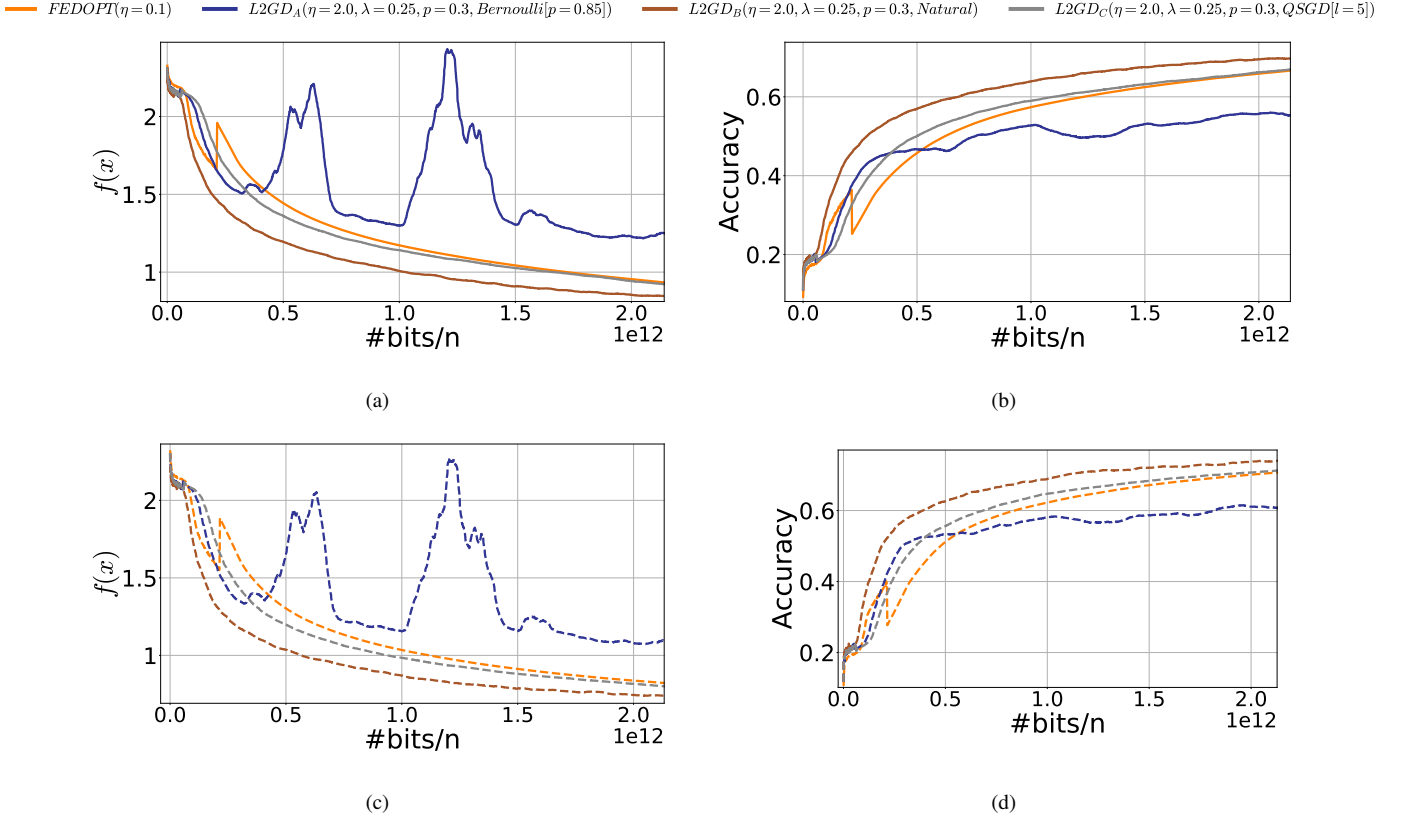 FEDOPT(η = 0.1) L2GD_A(η = 2.0, λ = 0.25, p = 0.3, Bernoulli[p = 0.85]) L2GD_B(η = 2.0, λ = 0.25, p = 0.3, Natural) L2GD_C(η = 2.0, λ = 0.25, p = 0.3, QSGD[l = 5])
f(x)
2
1.5
1
0.0 0.5 1.0 1.5 2.0
#bits/n 1e12
(a)
Accuracy
0.6
0.4
0.2
0.0 0.5 1.0 1.5 2.0
#bits/n 1e12
(b)
f(x)
2
1.5
1
0.0 0.5 1.0 1.5 2.0
#bits/n 1e12
(c)
Accuracy
0.6
0.4
0.2
0.0 0.5 1.0 1.5 2.0
#bits/n 1e12
(d)